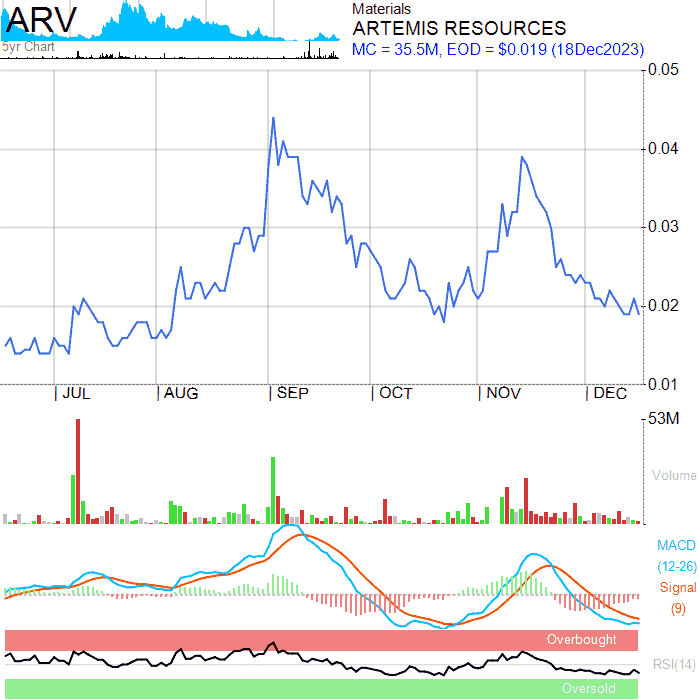 ARV
5yr Chart
Materials
ARTEMIS RESOURCES
MC = 35.5M, EOD = $0.019 (18Dec2023)
0.05
0.04
0.03
0.02
0.01
JUL AUG SEP OCT NOV DEC
53M
Volume
MACD
(12-26)
Signal
(9)
Overbought
RSI(14)
Oversold